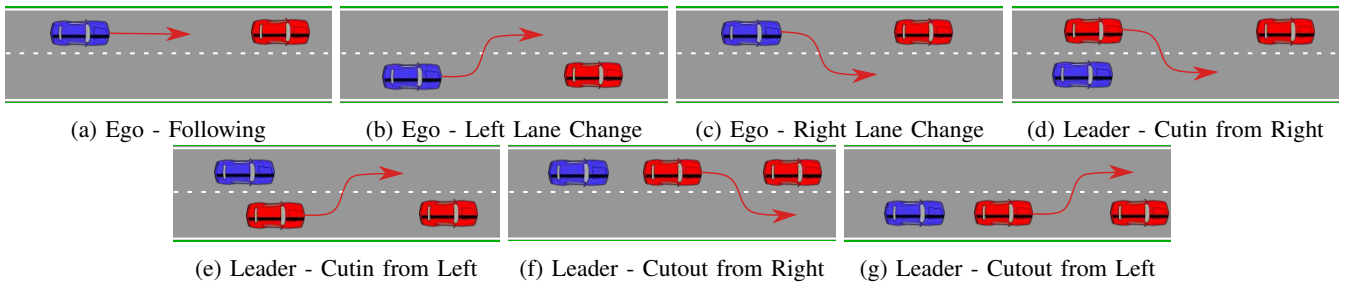 (a) Ego - Following
(b) Ego - Left Lane Change
(c) Ego - Right Lane Change
(d) Leader - Cutin from Right
(e) Leader - Cutin from Left
(f) Leader - Cutout from Right
(g) Leader - Cutout from Left